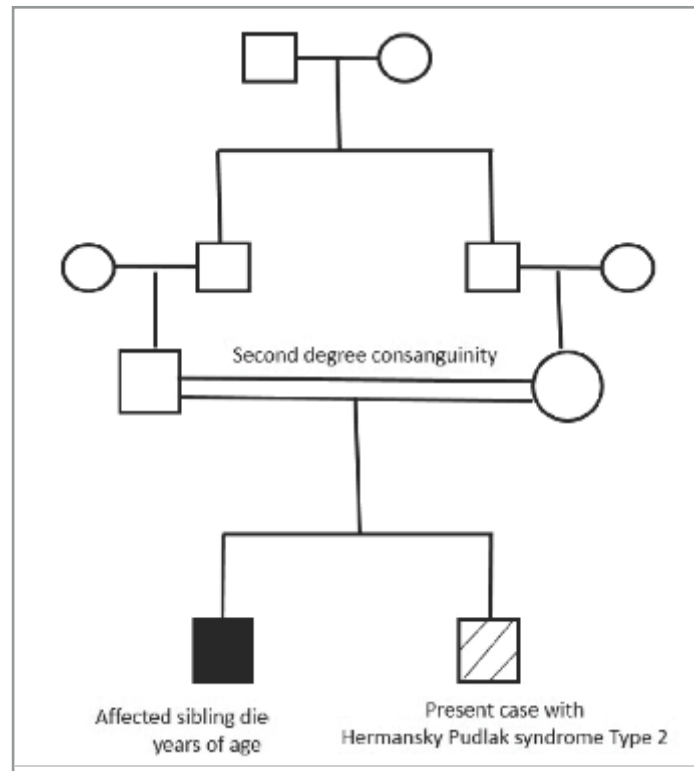 Second degree consanguinity
Affected sibling die
years of age
Present case with
Hermansky Pudlak syndrome Type 2